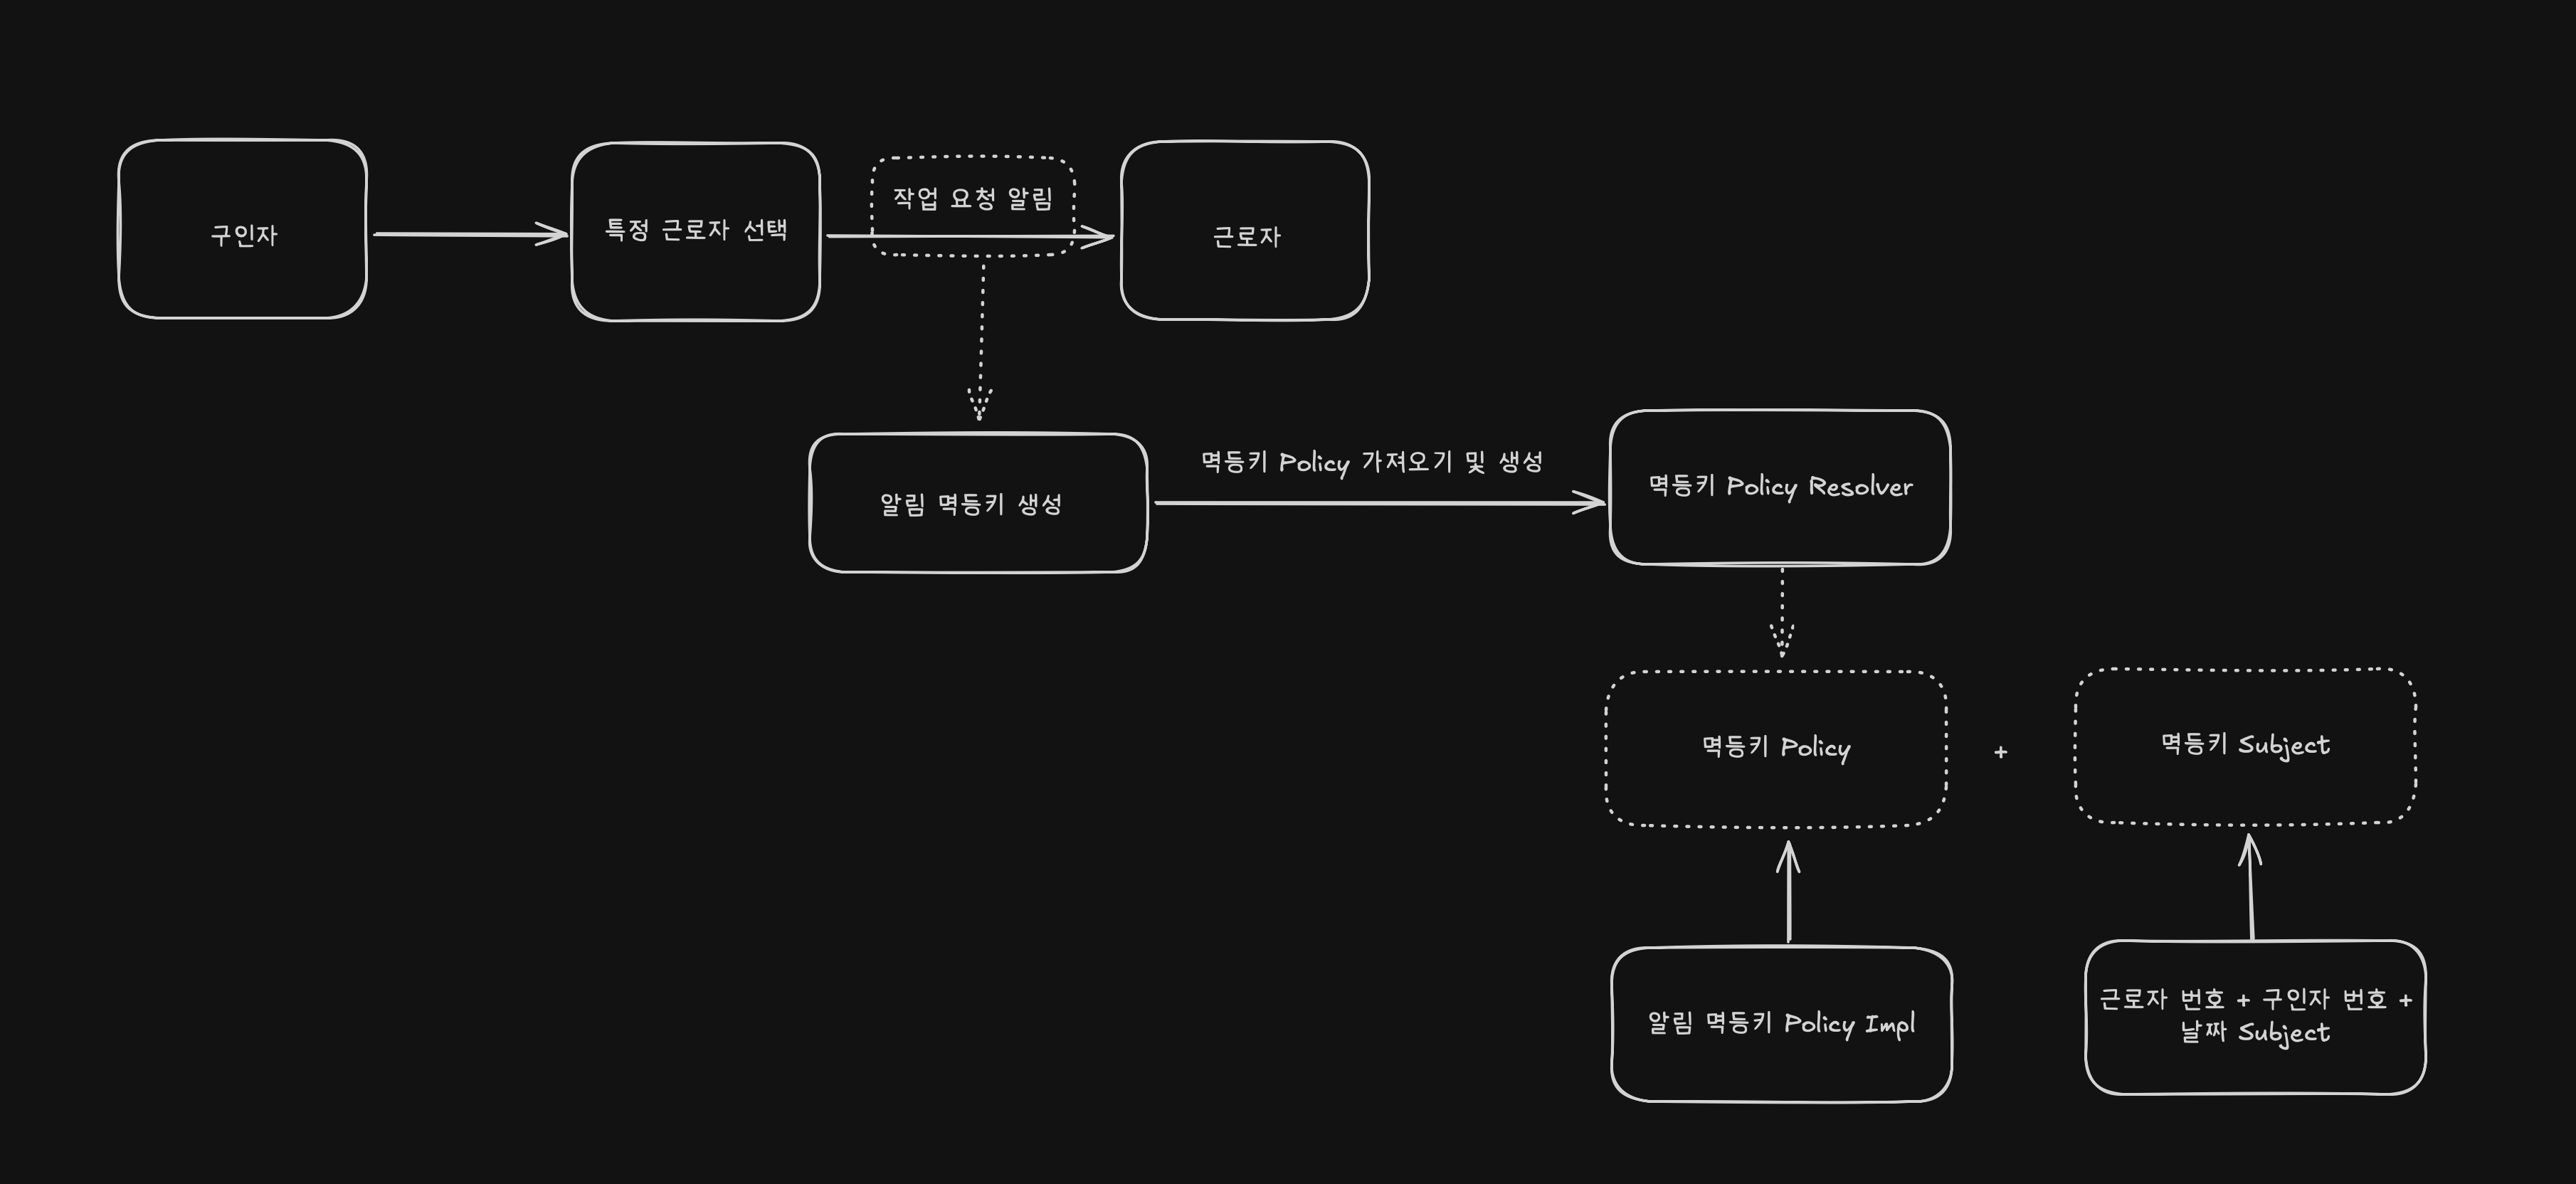 구인자
특정 근로자 선택
작업 요청 알림
근로자
알림 멱등키 생성
멱등키 Policy 가져오기 및 생성
멱등키 Policy Resolver
멱등키 Policy
+
멱등키 Subject
알림 멱등키 Policy Impl
근로자 번호 + 구인자 번호 +
날짜 Subject